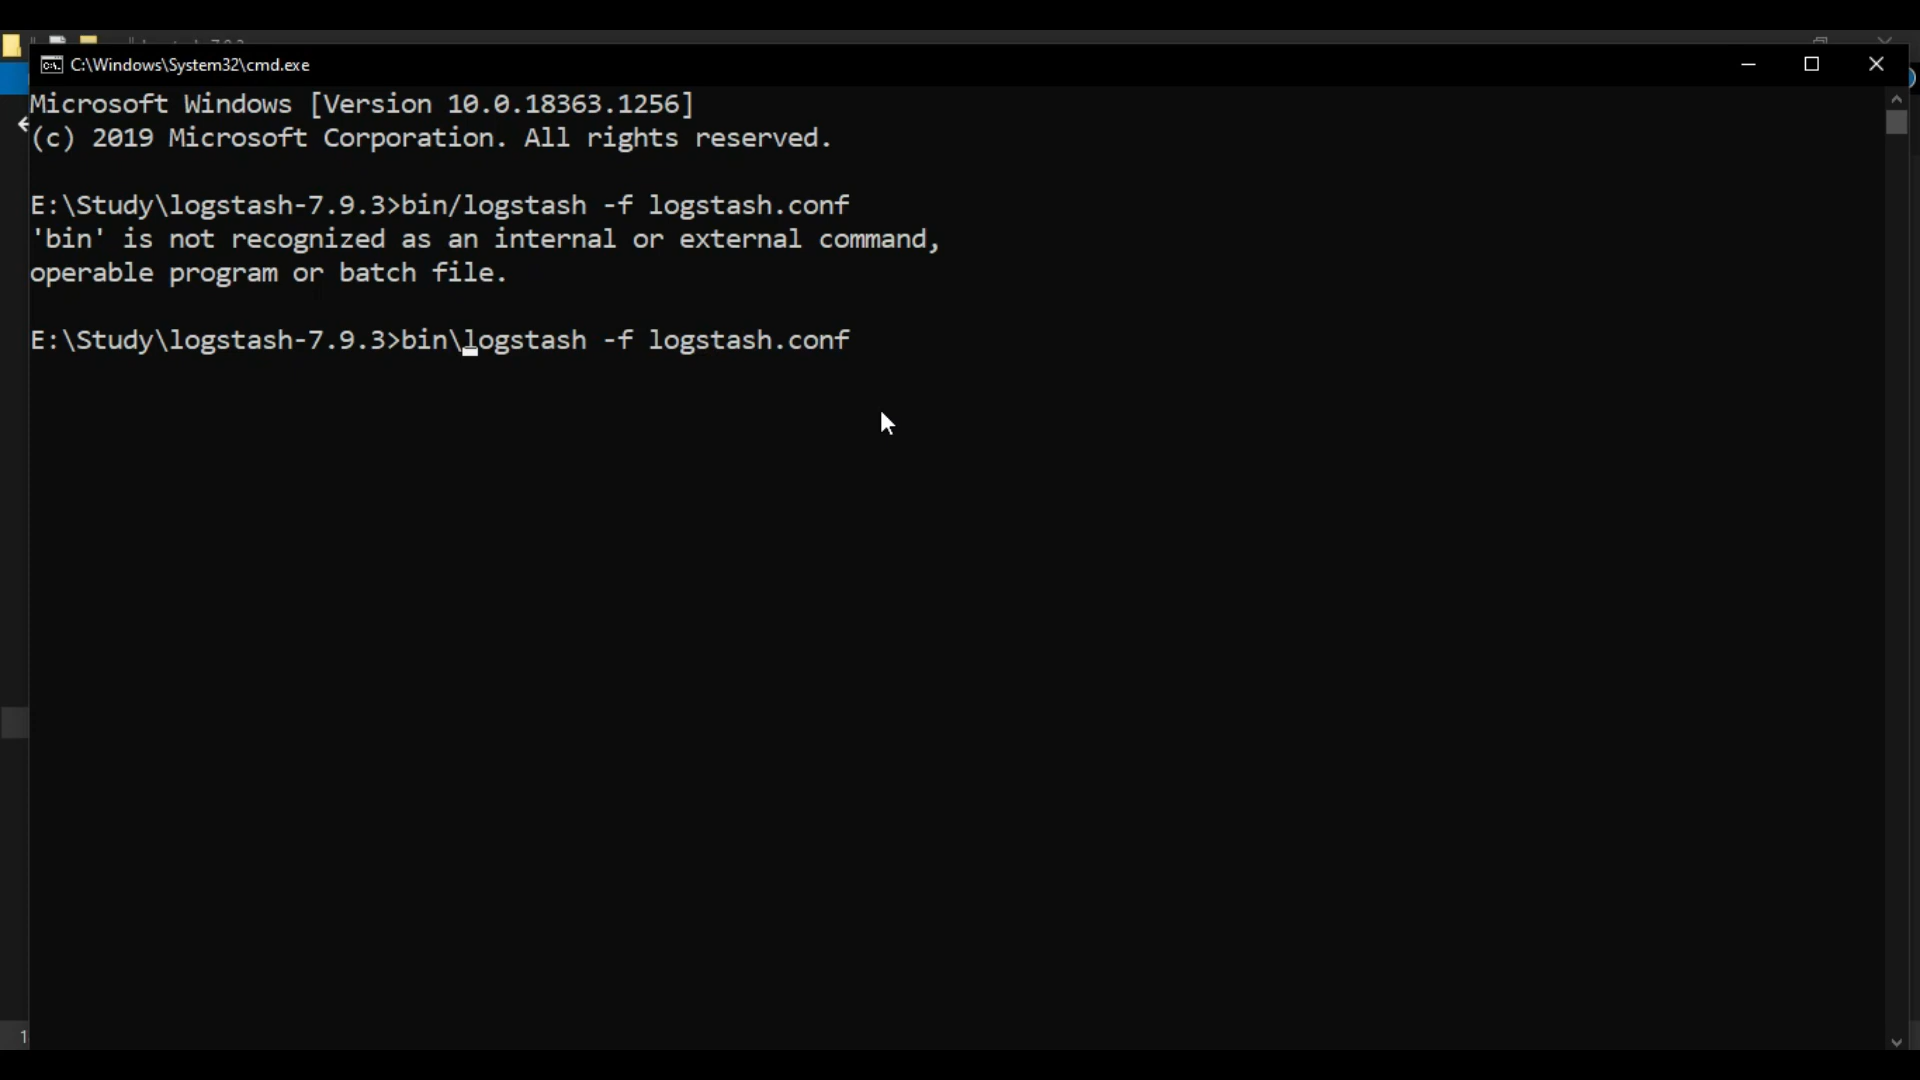 C:\Windows\System32\cmd.exe
Microsoft Windows [Version 10.0.18363.1256]
(c) 2019 Microsoft Corporation. All rights reserved.
E:\Study\logstash-7.9.3>bin/logstash -f logstash.conf
'bin' is not recognized as an internal or external command,
operable program or batch file.
E:\Study\logstash-7.9.3>bin\logstash -f logstash.conf